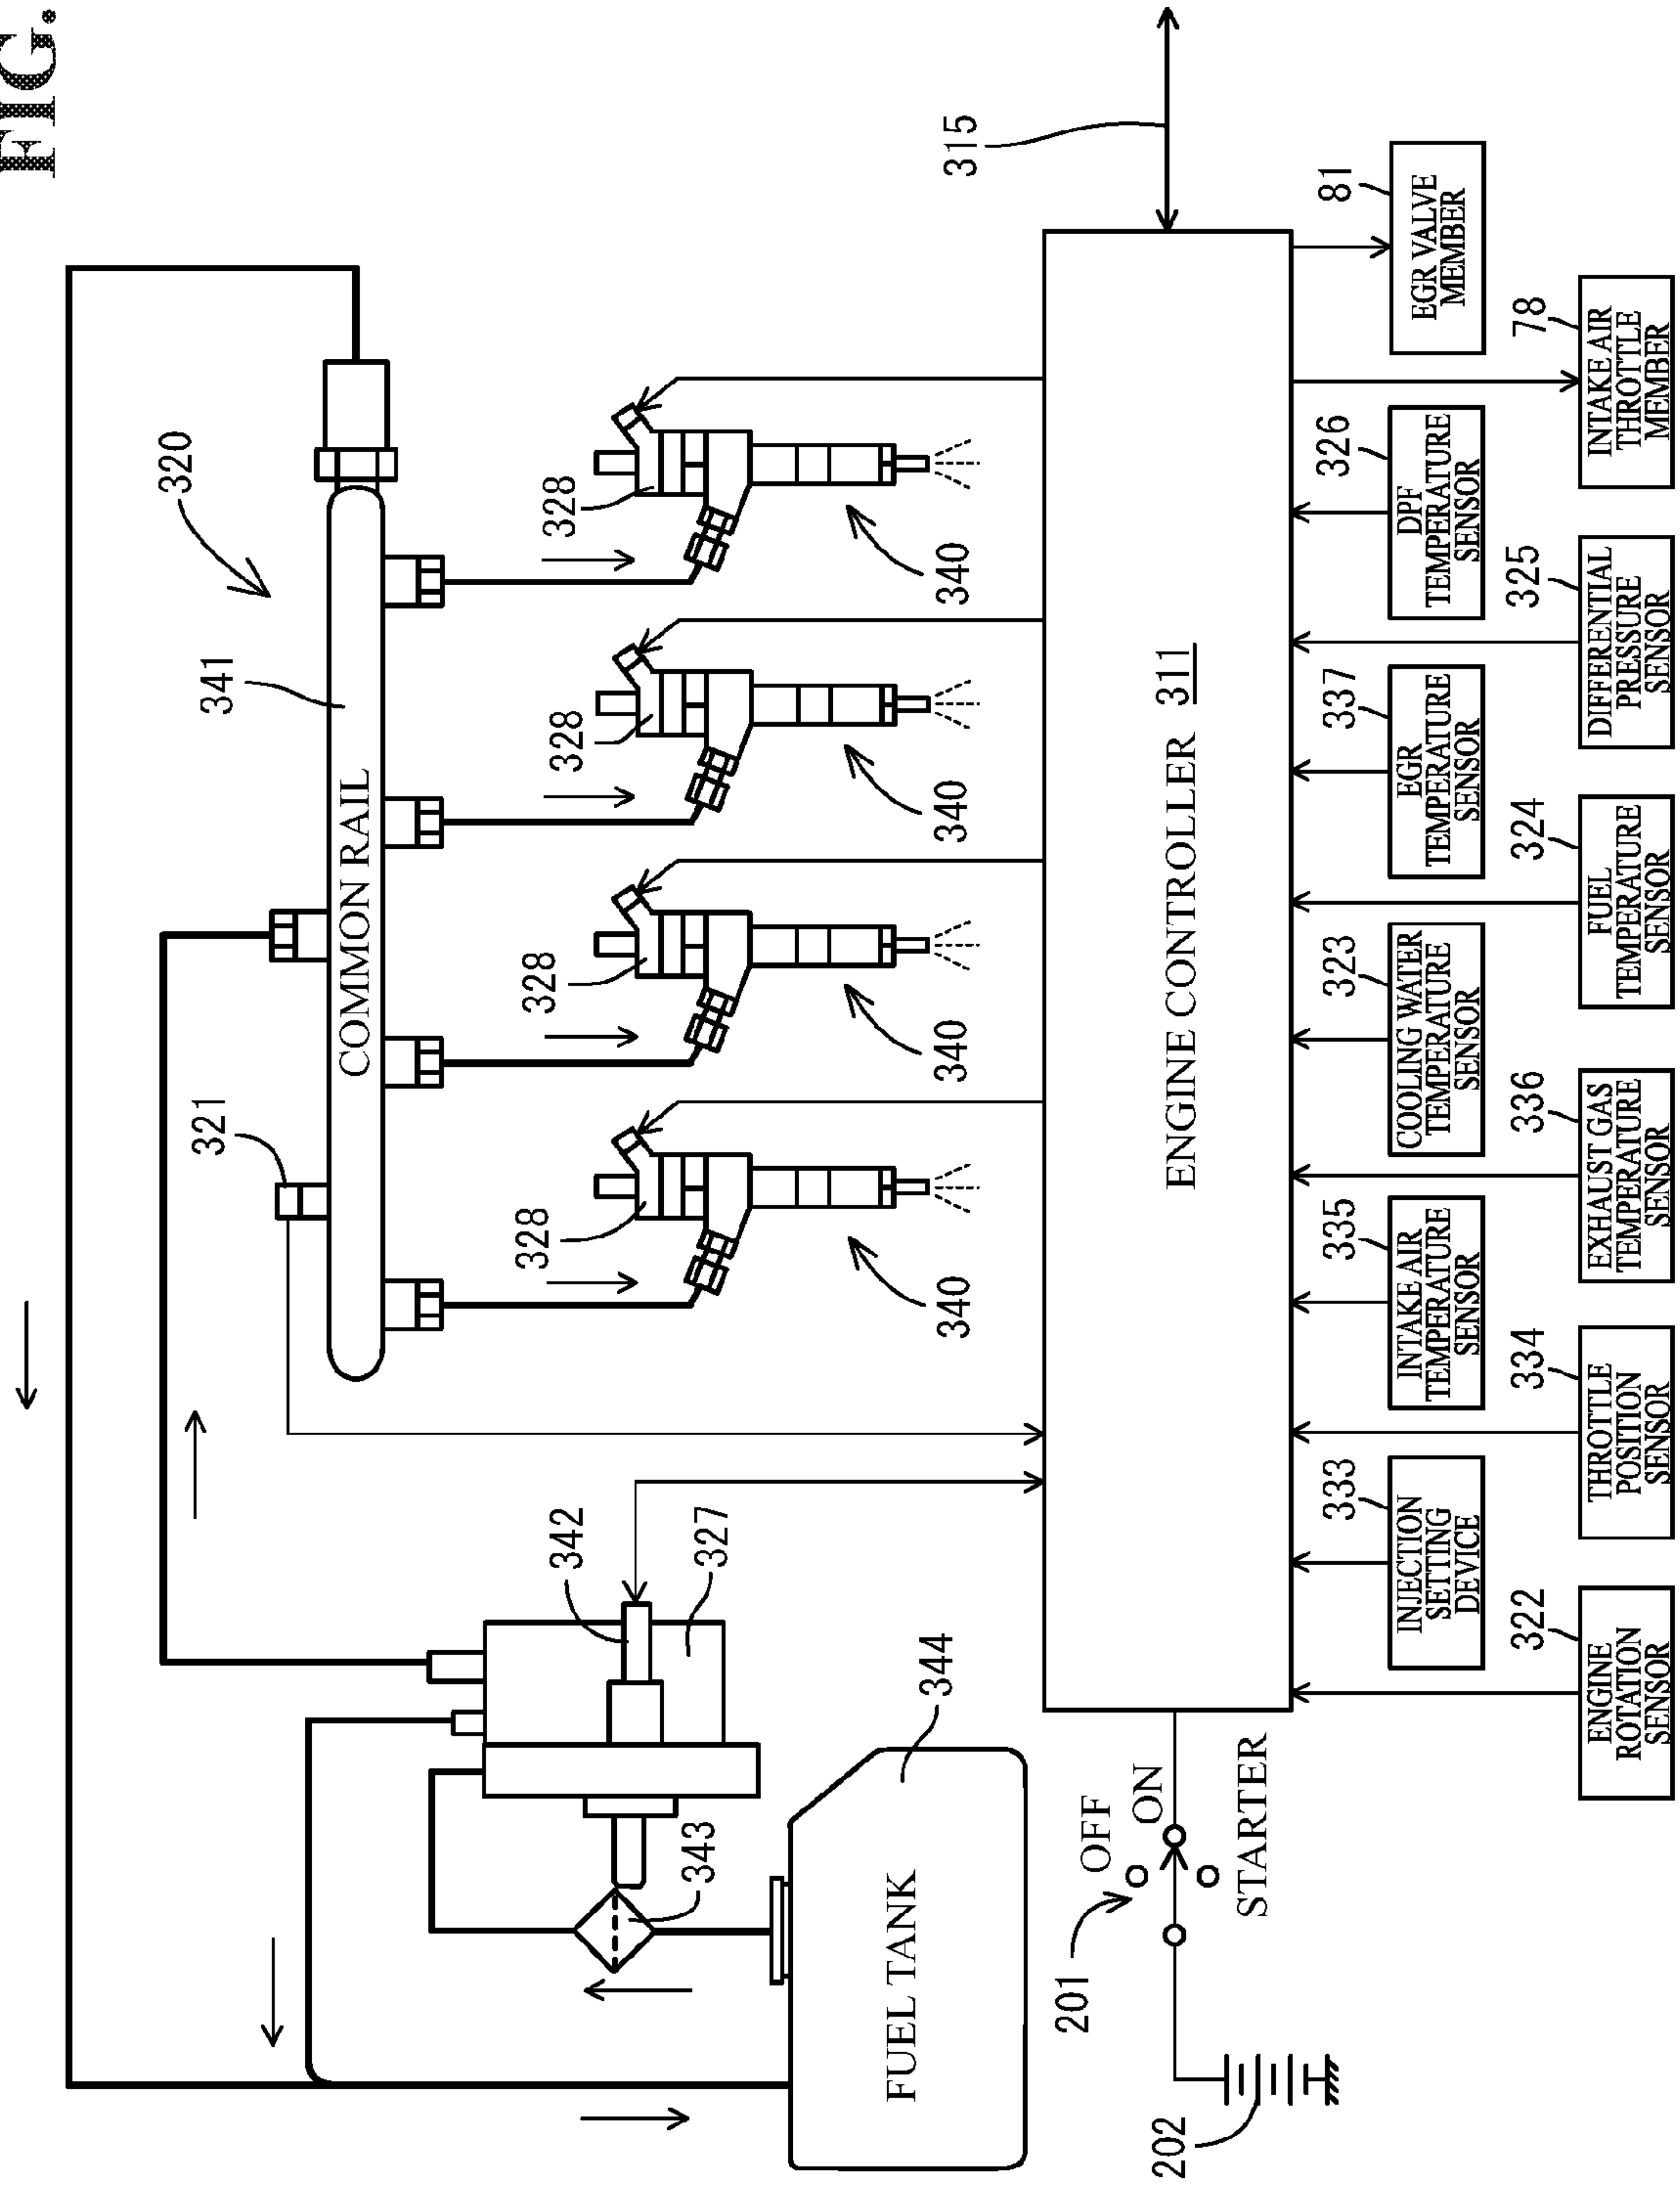 FIG.
320
341
COMMON RAIL
321
328
328
328
328
340
340
340
340
342
327
343
344
FUEL TANK
315
ENGINE CONTROLLER 311
201
OFF
ON
STARTER
202
322
ENGINE
ROTATION
SENSOR
333
INJECTION
SETTING
DEVICE
334
THROTTLE
POSITION
SENSOR
335
INTAKE AIR
TEMPERATURE
SENSOR
336
EXHAUST GAS
TEMPERATURE
SENSOR
323
COOLING WATER
TEMPERATURE
SENSOR
324
FUEL
TEMPERATURE
SENSOR
337
EGR
TEMPERATURE
SENSOR
325
DIFFERENTIAL
PRESSURE
SENSOR
326
DPF
TEMPERATURE
SENSOR
78
INTAKE AIR
THROTTLE
MEMBER
81
EGR VALVE
MEMBER